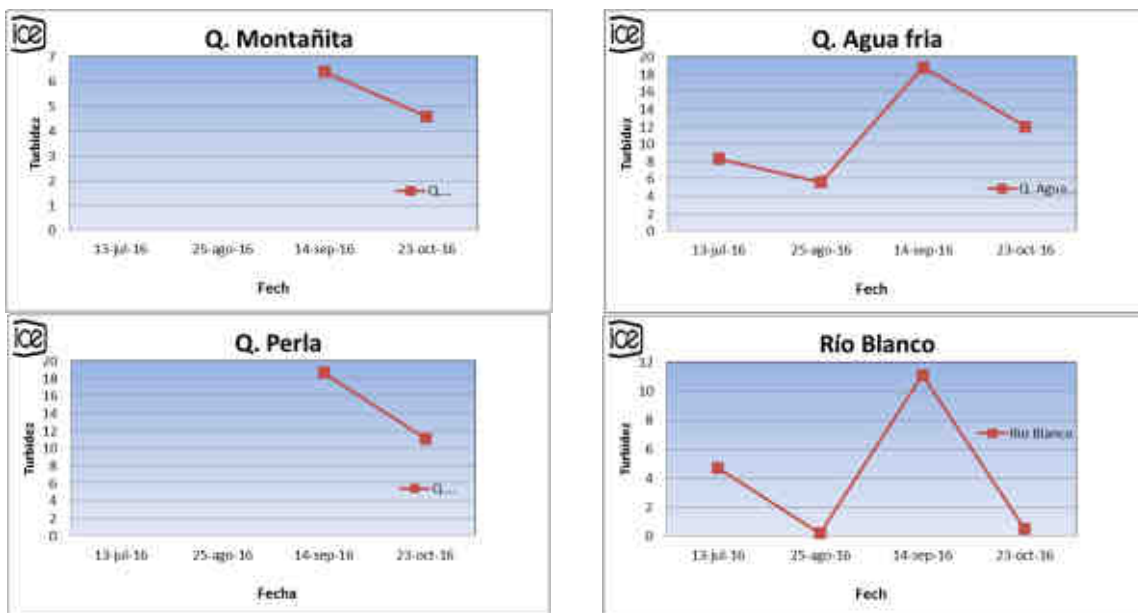 ice
Q. Montañita
Turbidez
7
6
5
4
3
2
1
0
Q....
13-jul-16 25-ago-16 14-sep-16 23-oct-16
Fech
ice
Q. Agua fria
Turbidez
20
18
16
14
12
10
8
6
4
2
0
Q. Agua...
13-jul-16 25-ago-16 14-sep-16 23-oct-16
Fech
ice
Q. Perla
Turbidez
20
18
16
14
12
10
8
6
4
2
0
Q....
13-jul-16 25-ago-16 14-sep-16 23-oct-16
Fecha
ice
Río Blanco
Turbidez
12
10
8
6
4
2
0
Río Blanco
13-jul-16 25-ago-16 14-sep-16 23-oct-16
Fech